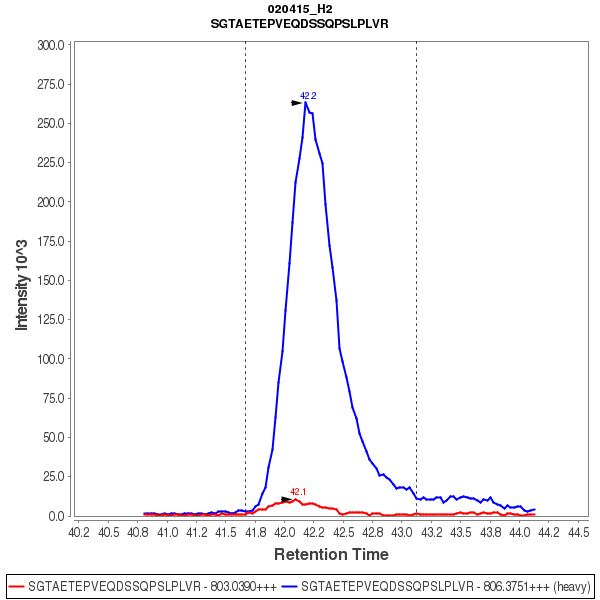 020415_H2
SGTAETEPVEQDSSQPSLPLVR
300.0
275.0
250.0
225.0
200.0
175.0
150.0
125.0
100.0
75.0
50.0
25.0
0.0
Intensity 10^3
42.2
42.1
40.2 40.5 40.8 41.0 41.2 41.5 41.8 42.0 42.2 42.5 42.8 43.0 43.2 43.5 43.8 44.0 44.2 44.5
Retention Time
SGTAETEPVEQDSSQPSLPLVR - 803.0390+++ SGTAETEPVEQDSSQPSLPLVR - 806.3751+++ (heavy)